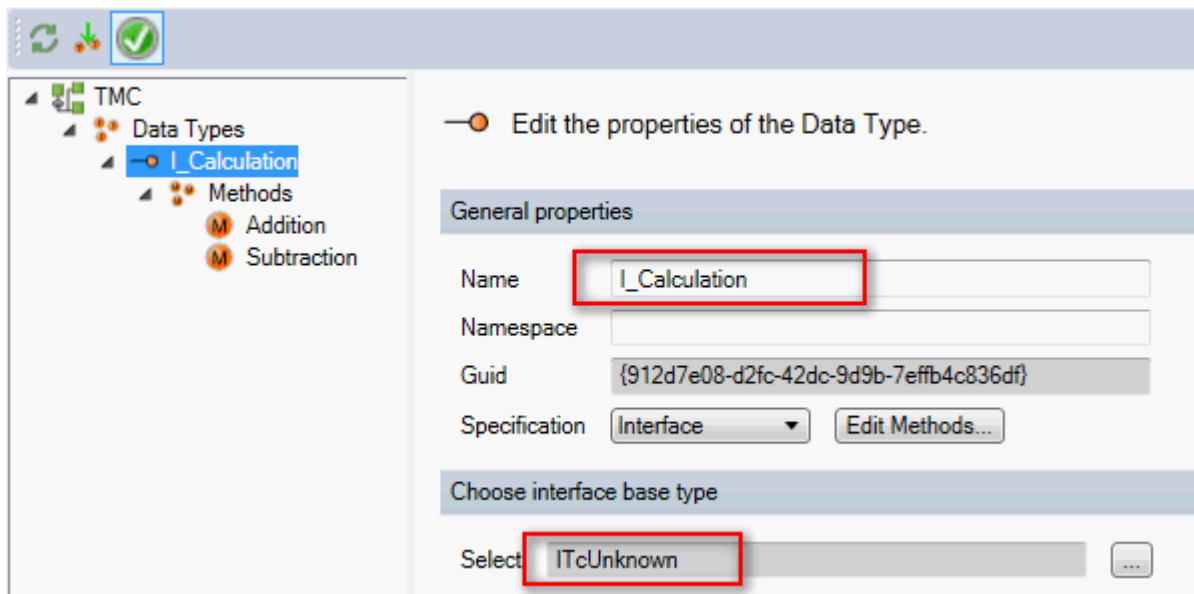 TMC
Data Types
I_Calculation
Methods
M Addition
M Subtraction
Edit the properties of the Data Type.
General properties
Name I_Calculation
Namespace
Guid {912d7e08-d2fc-42dc-9d9b-7effb4c836df}
Specification Interface Edit Methods...
Choose interface base type
Select ITcUnknown ...